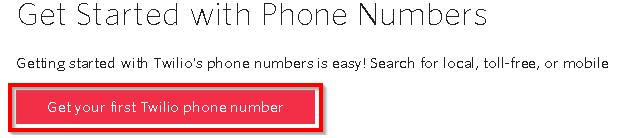 Get Started with Phone Numbers
Getting started with Twilio's phone numbers is easy! Search for local, toll-free, or mobile
Get your first Twilio phone number